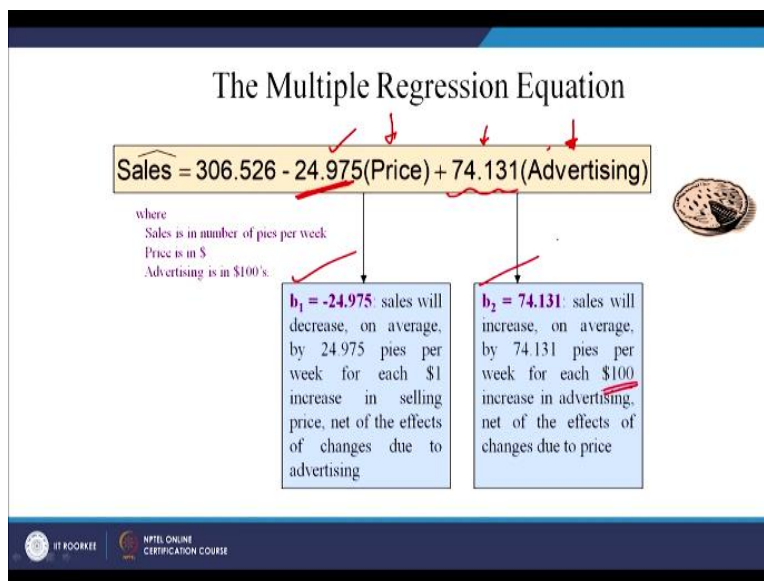 The Multiple Regression Equation
Sales = 306.526 - 24.975(Price) + 74.131(Advertising)
where
Sales is in number of pies per week
Price is in $
Advertising is in $100's.
b₁ = -24.975: sales will
decrease, on average,
by 24.975 pies per
week for each $1
increase in selling
price, net of the effects
of changes due to
advertising
b₂ = 74.131: sales will
increase, on average,
by 74.131 pies per
week for each $100
increase in advertising,
net of the effects of
changes due to price
IIT ROORKEE
NPTEL ONLINE
CERTIFICATION COURSE